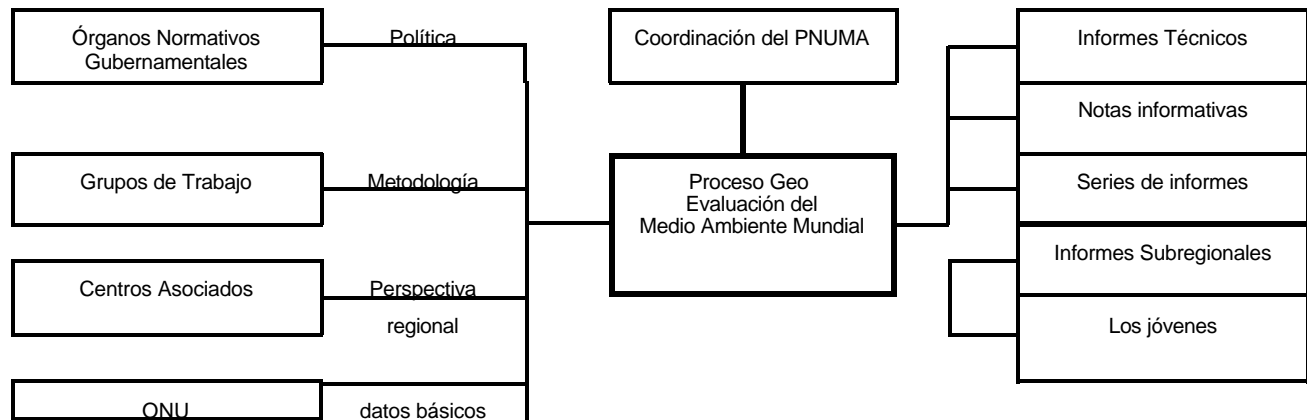 Órganos Normativos
Gubernamentales
Política
Coordinación del PNUMA
Informes Técnicos
Notas informativas
Grupos de Trabajo
Metodología
Proceso Geo
Evaluación del
Medio Ambiente Mundial
Series de informes
Informes Subregionales
Centros Asociados
Perspectiva
regional
Los jóvenes
ONU
datos básicos